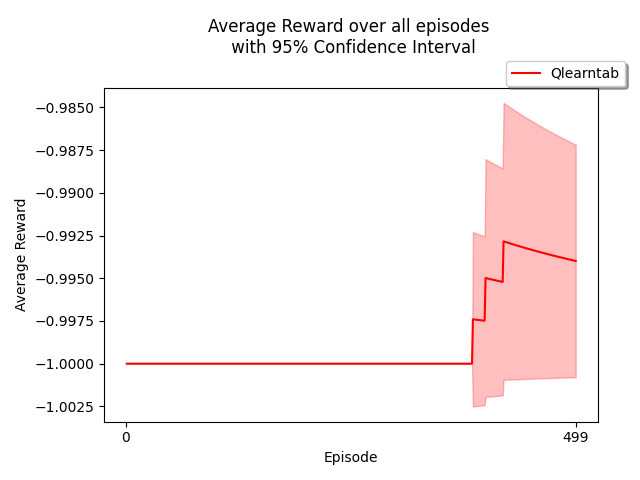 Average Reward over all episodes
with 95% Confidence Interval
Qlearntab
−0.9850
−0.9875
−0.9900
−0.9925
−0.9950
−0.9975
−1.0000
−1.0025
Average Reward
0
499
Episode